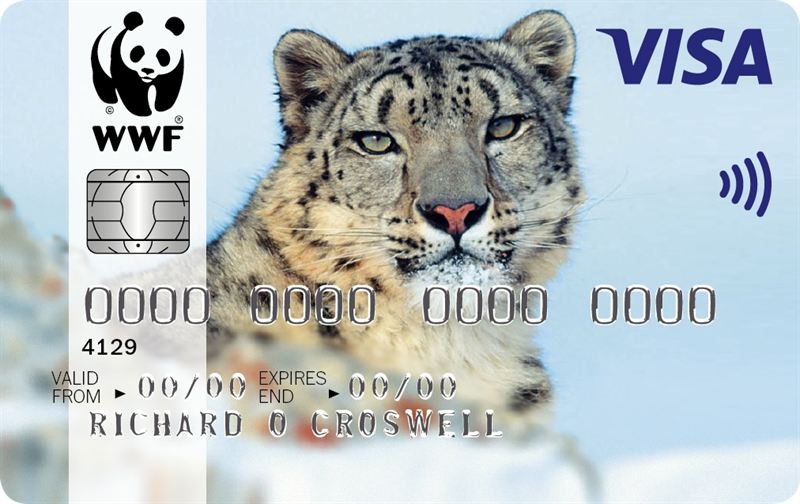 WWF
VISA
0000 0000 0000 0000
4129
VALID FROM ► 00/00 EXPIRES END ► 00/00
RICHARD O CROSWELL